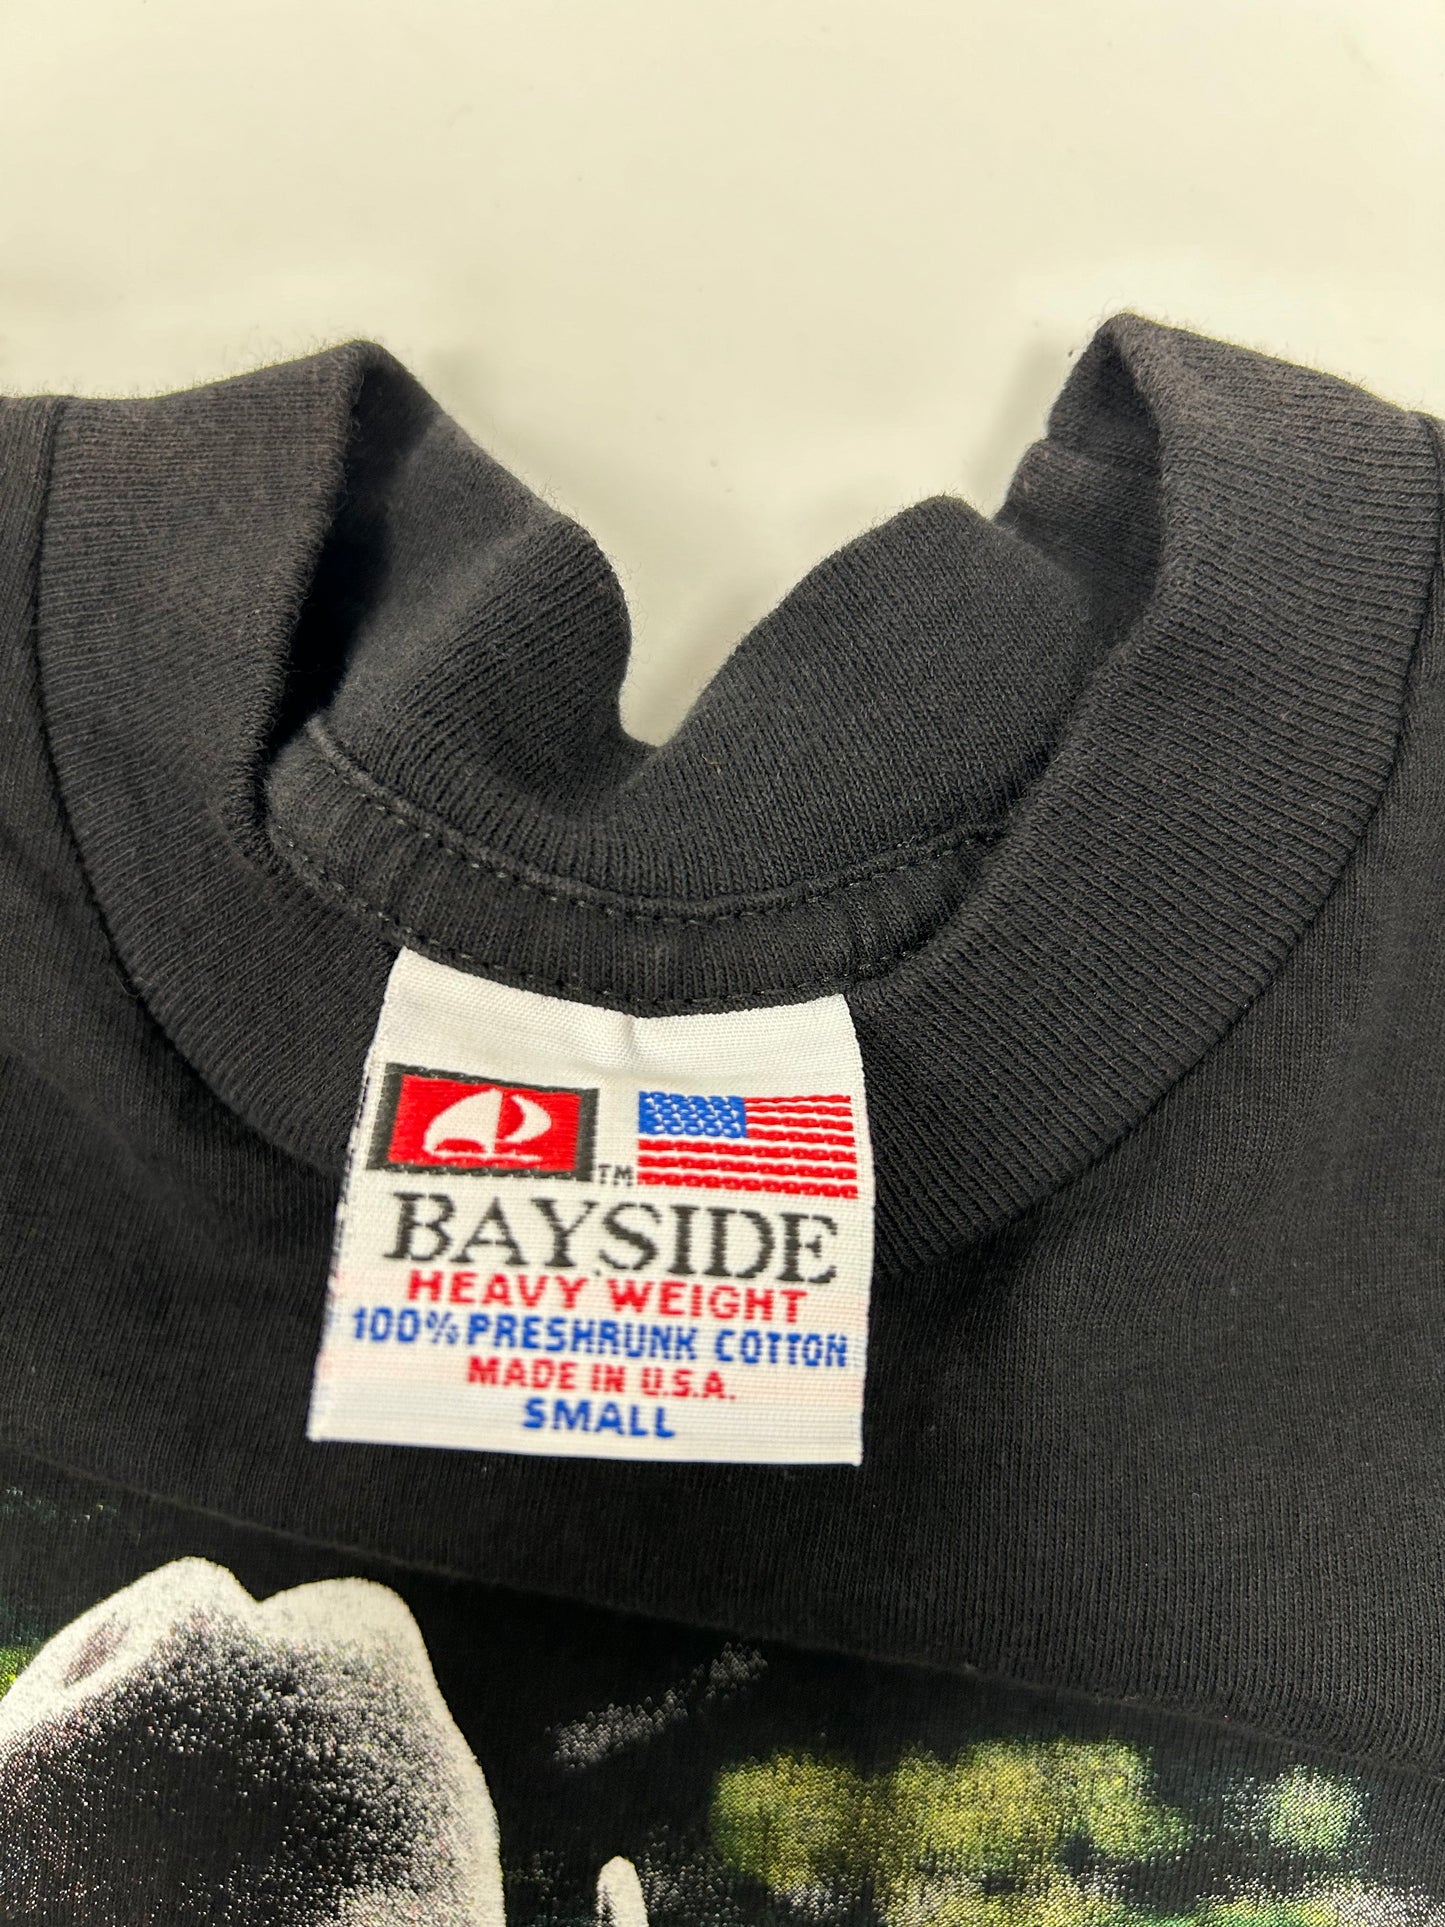 TM
BAYSIDE
HEAVY WEIGHT
100% PRESHRUNK COTTON
MADE IN U.S.A.
SMALL